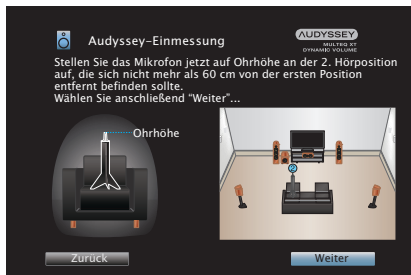 Audyssey-Einmessung
AUDYSSEY
MULTEQ XT
DYNAMIC VOLUME
Stellen Sie das Mikrofon jetzt auf Ohrhöhe an der 2. Hörposition
auf, die sich nicht mehr als 60 cm von der ersten Position
entfernt befinden sollte.
Wählen Sie anschließend “Weiter”...
Ohrhöhe
Zurück
Weiter